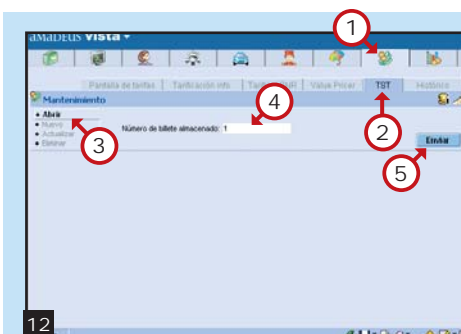 amadeus vista
1
Pantalla de tarifas | Tarificación info | Value Pricer | TST | Histórico
Mantenimiento
4
• Abrir
• Nuevo
• Actualizar
• Eliminar
Número de billete almacenado: 1
2
3
Enviar
5
12